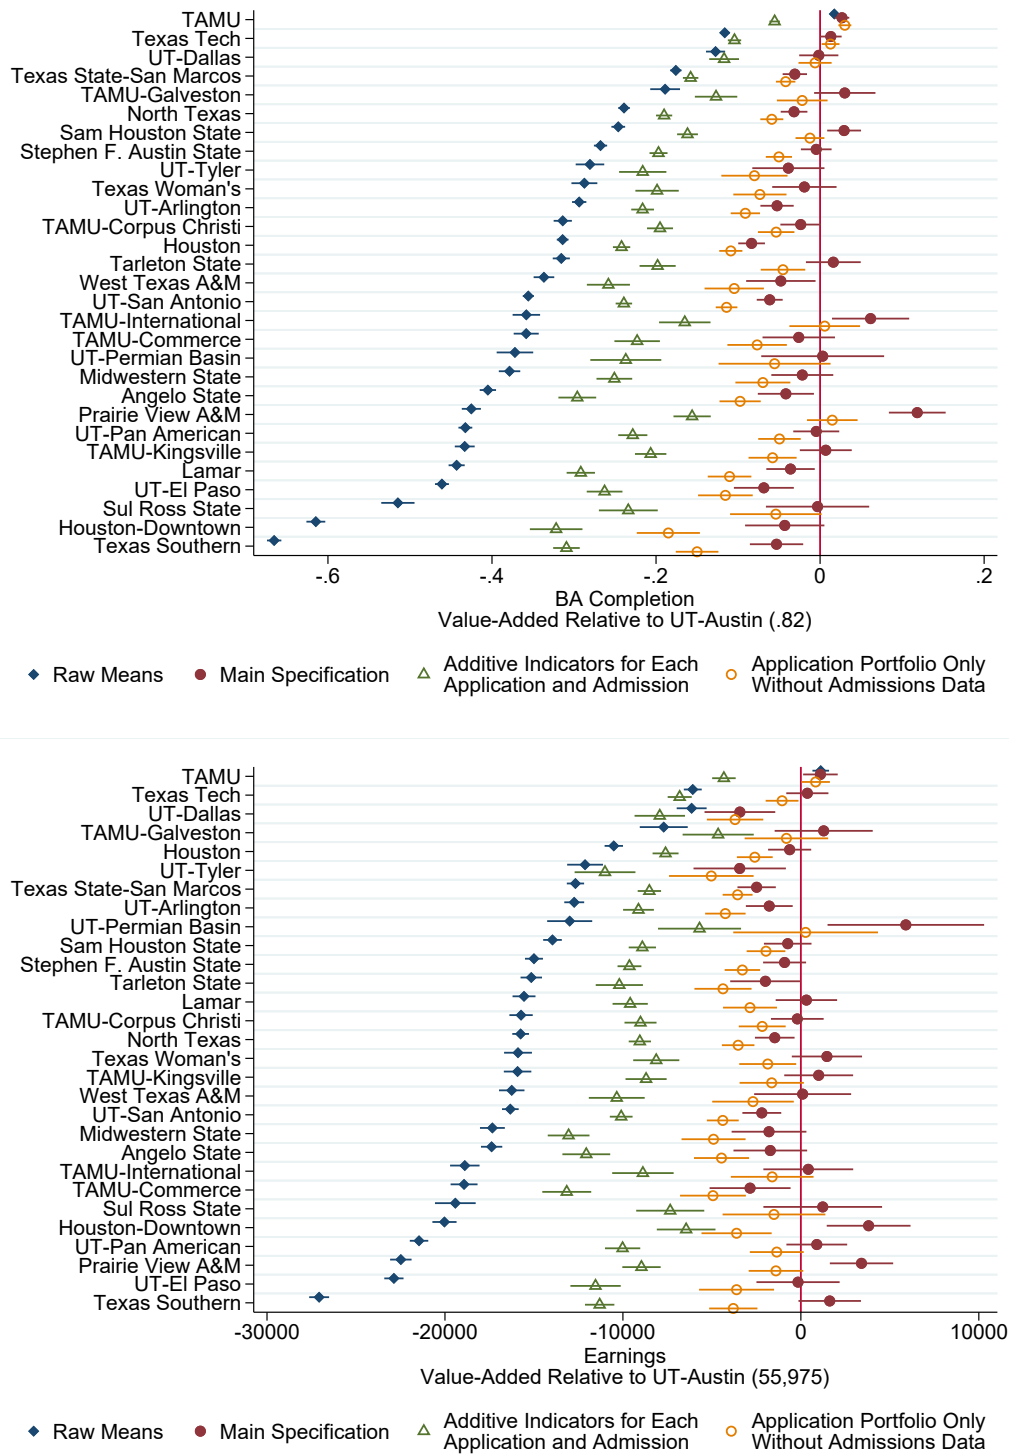 TAMU
Texas Tech
UT-Dallas
Texas State-San Marcos
TAMU-Galveston
North Texas
Sam Houston State
Stephen F. Austin State
UT-Tyler
Texas Woman's
UT-Arlington
TAMU-Corpus Christi
Houston
Tarleton State
West Texas A&M
UT-San Antonio
TAMU-International
TAMU-Commerce
UT-Permian Basin
Midwestern State
Angelo State
Prairie View A&M
UT-Pan American
TAMU-Kingsville
Lamar
UT-El Paso
Sul Ross State
Houston-Downtown
Texas Southern
-.6 -.4 -.2 0 .2
BA Completion
Value-Added Relative to UT-Austin (.82)
Raw Means Main Specification Additive Indicators for Each Application and Admission Application Portfolio Only Without Admissions Data
TAMU
Texas Tech
UT-Dallas
TAMU-Galveston
Houston
UT-Tyler
Texas State-San Marcos
UT-Arlington
UT-Permian Basin
Sam Houston State
Stephen F. Austin State
Tarleton State
Lamar
TAMU-Corpus Christi
North Texas
Texas Woman's
TAMU-Kingsville
West Texas A&M
UT-San Antonio
Midwestern State
Angelo State
TAMU-International
TAMU-Commerce
Sul Ross State
Houston-Downtown
UT-Pan American
Prairie View A&M
UT-El Paso
Texas Southern
-30000 -20000 -10000 0 10000
Earnings
Value-Added Relative to UT-Austin (55,975)
Raw Means Main Specification Additive Indicators for Each Application and Admission Application Portfolio Only Without Admissions Data